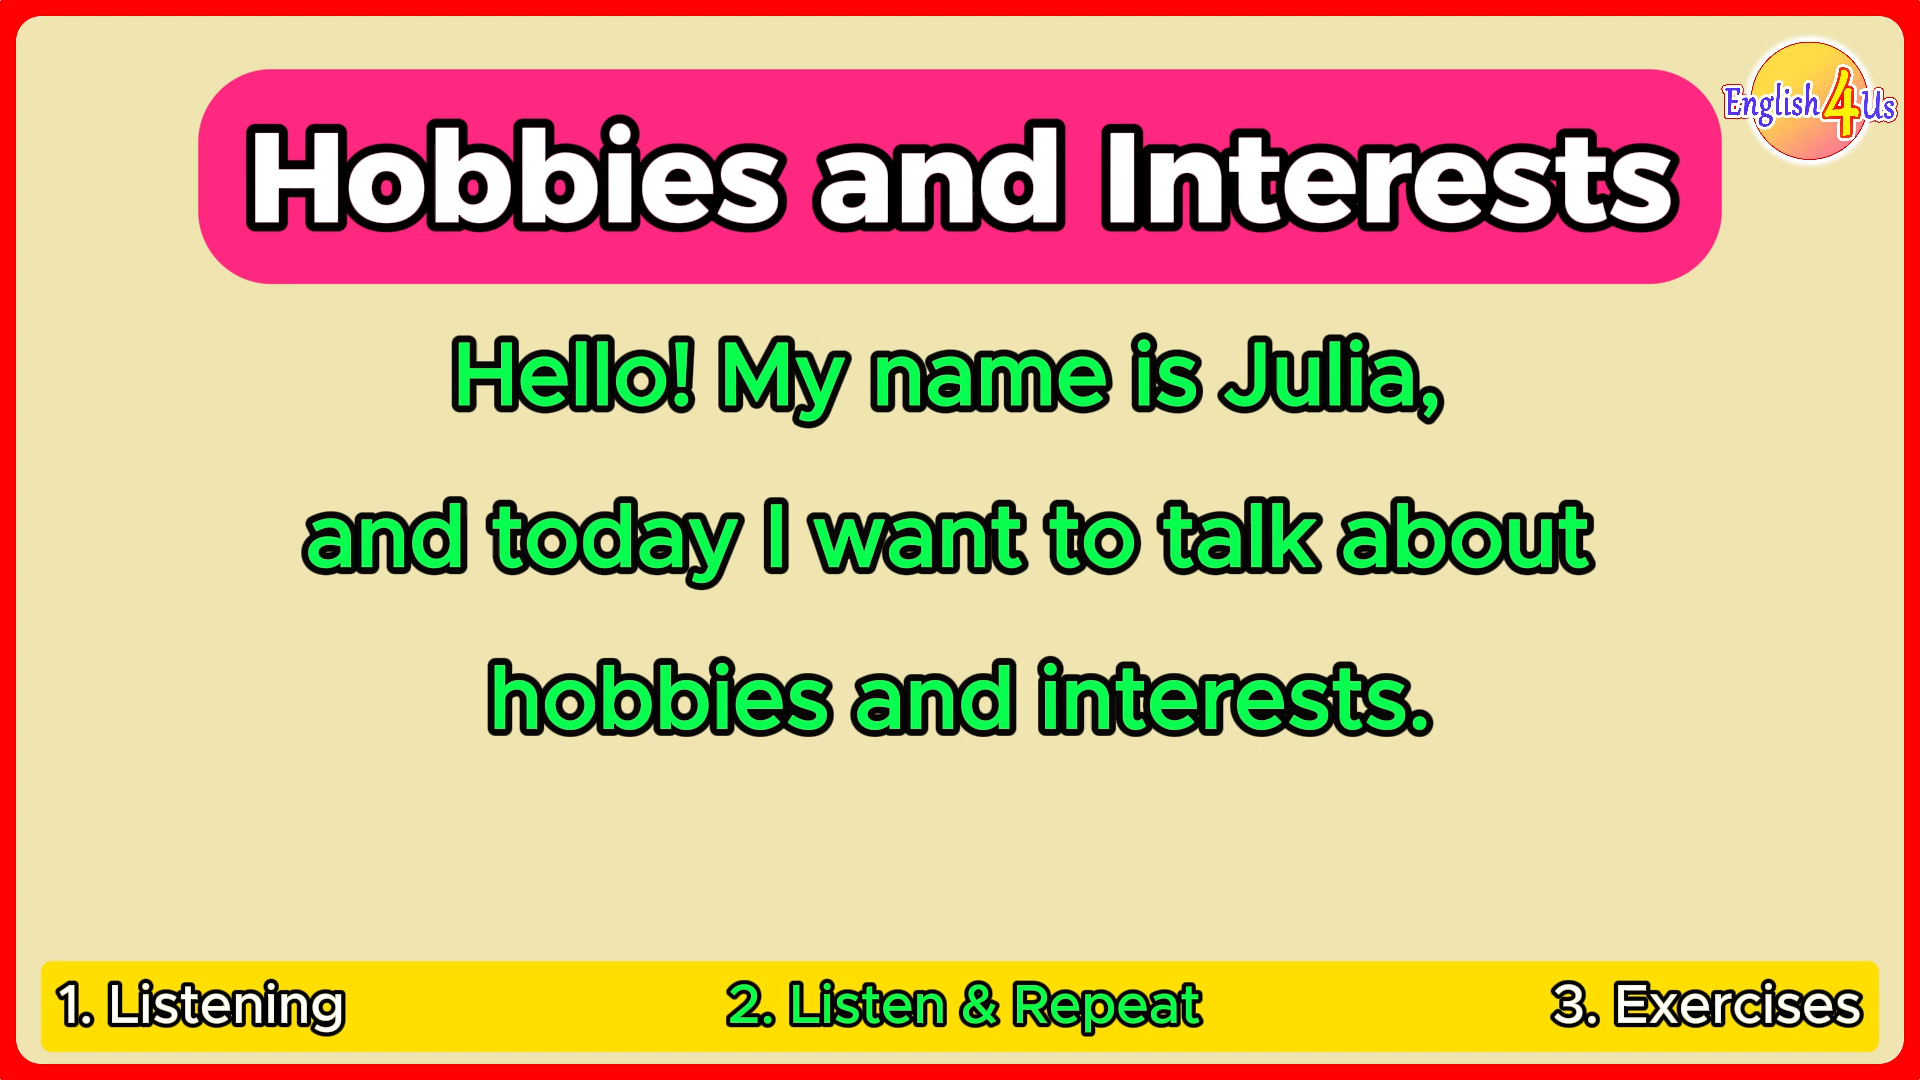 English4Us
Hobbies and Interests
Hello! My name is Julia,
and today I want to talk about
hobbies and interests.
1. Listening
2. Listen & Repeat
3. Exercises